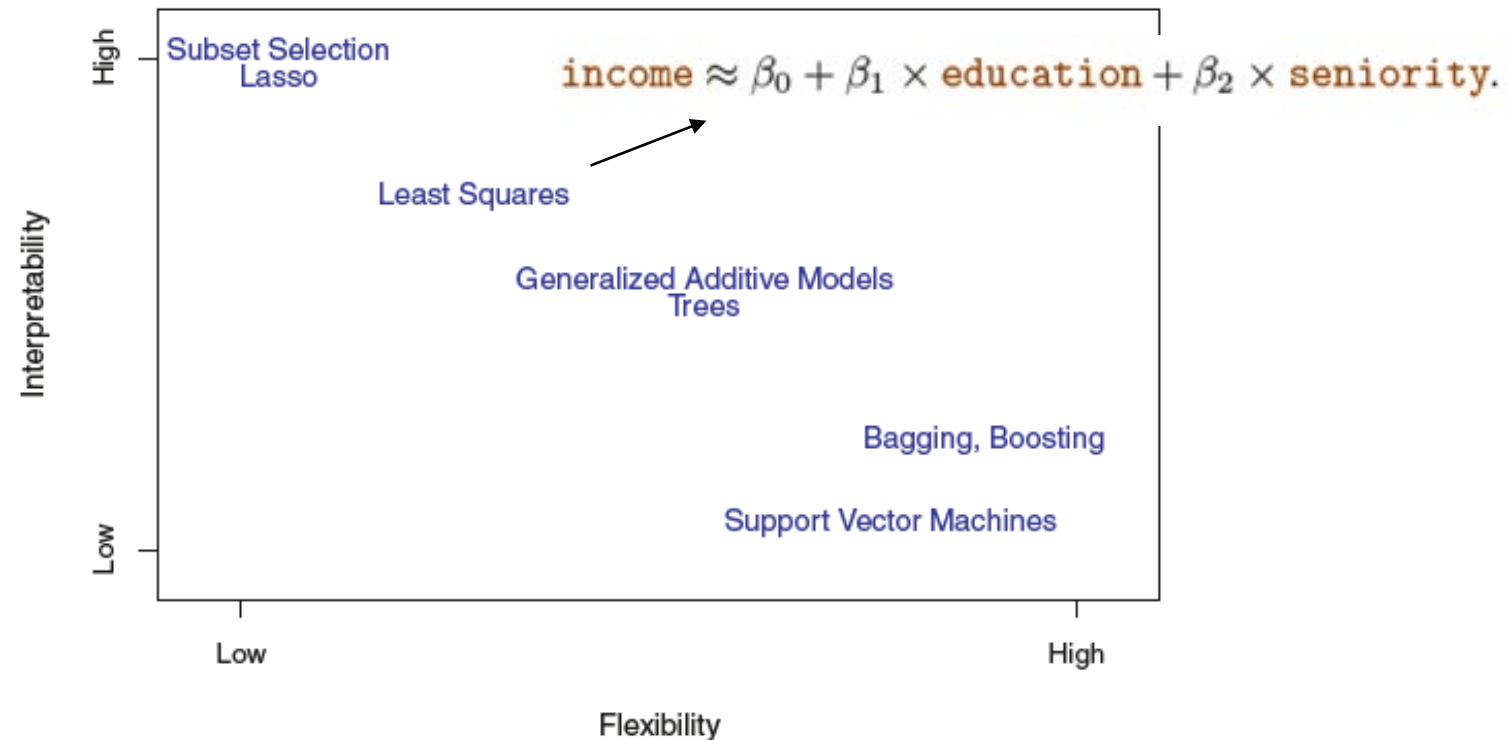 High
Subset Selection
Lasso
income ≈ β₀ + β₁ × education + β₂ × seniority.
Least Squares
Interpretability
Generalized Additive Models
Trees
Bagging, Boosting
Support Vector Machines
Low
Low
High
Flexibility